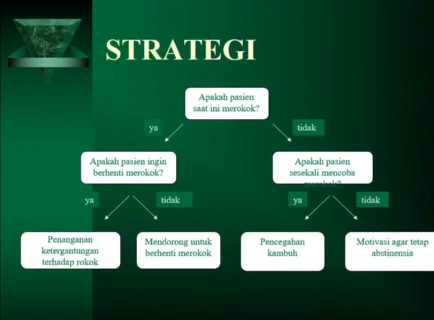 STRATEGI
Apakah pasien
saat ini merokok?
ya
tidak
Apakah pasien ingin
berhenti merokok?
Apakah pasien
sesekali mencoba
merokok?
ya
tidak
ya
tidak
Penanganan
ketergantungan
terhadap rokok
Mendorong untuk
berhenti merokok
Pencegahan
kambuh
Motivasi agar tetap
abstinensia